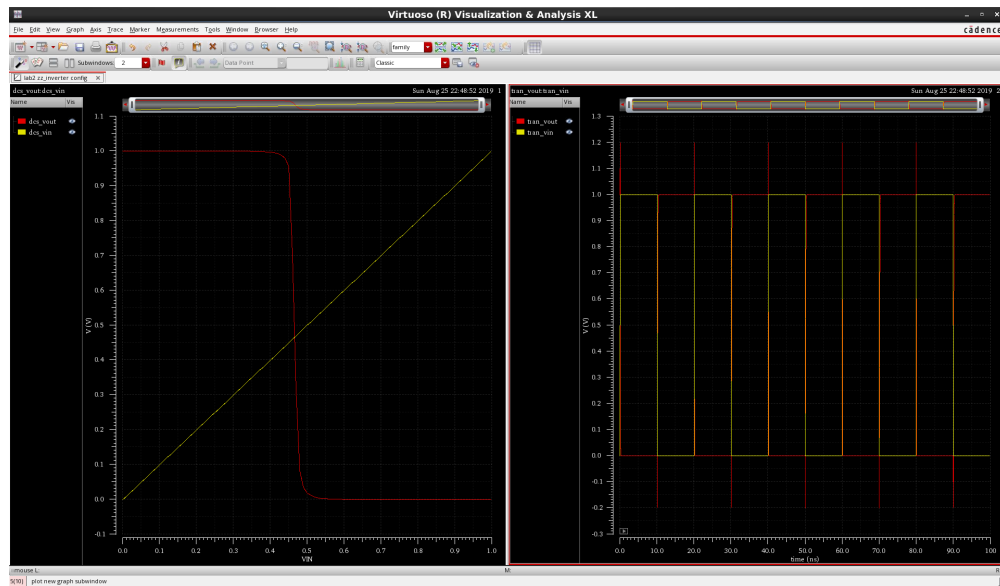 Virtuoso (R) Visualization & Analysis XL
File Edit View Graph Axis Trace Marker Measurements Tools Window Browser Help
cādence
family
Subwindows: 2
Data Point
Classic
lab2 zz_inverter config
dcs_vout:dcs_vin
Sun Aug 25 22:48:52 2019 1
Name Vis
dcs_vout
dcs_vin
1.1
1.0
0.9
0.8
0.7
0.6
0.5
0.4
0.3
0.2
0.1
0.0
-0.1
V (V)
0.0 0.1 0.2 0.3 0.4 0.5 0.6 0.7 0.8 0.9 1.0
VIN
tran_vout:tran_vin
Sun Aug 25 22:48:52 2019 2
Name Vis
tran_vout
tran_vin
1.3
1.2
1.1
1.0
0.9
0.8
0.7
0.6
0.5
0.4
0.3
0.2
0.1
0.0
-0.1
-0.2
-0.3
V (V)
0.0 10.0 20.0 30.0 40.0 50.0 60.0 70.0 80.0 90.0 100
time (ns)
mouse L: M: R
5(10) plot new graph subwindow